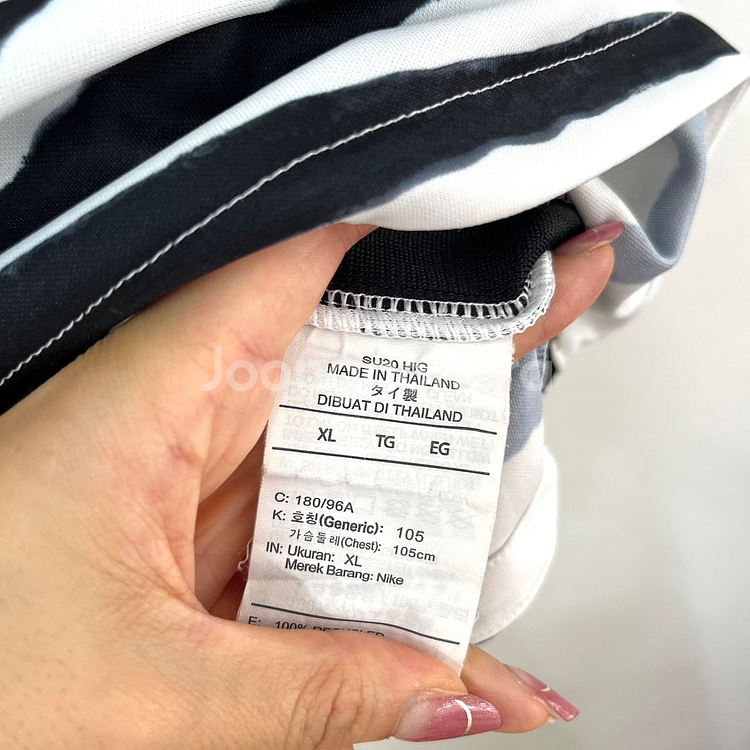 SU20 HIG
MADE IN THAILAND
タイ製
DIBUAT DI THAILAND
XL TG EG
C: 180/96A
K: 호칭(Generic): 105
가슴둘레(Chest): 105cm
IN: Ukuran: XL
Merek Barang: Nike
E: 100% RECYCLED